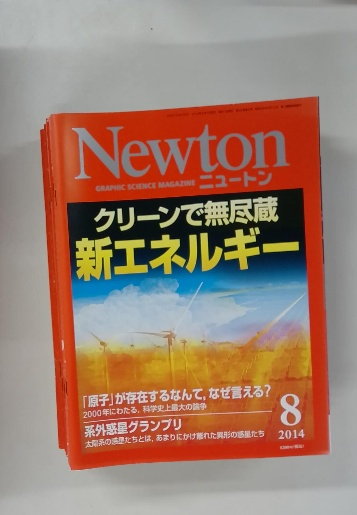 Newton
GRAPHIC SCIENCE MAGAZINE ニュートン
クリーンで無尽蔵
新エネルギー
「原子」が存在するなんて,なぜ言える?
2000年にわたる,科学史上最大の論争
系外惑星グランプリ
太陽系の惑星たちとは,あまりにかけ離れた異形の惑星たち
8
2014